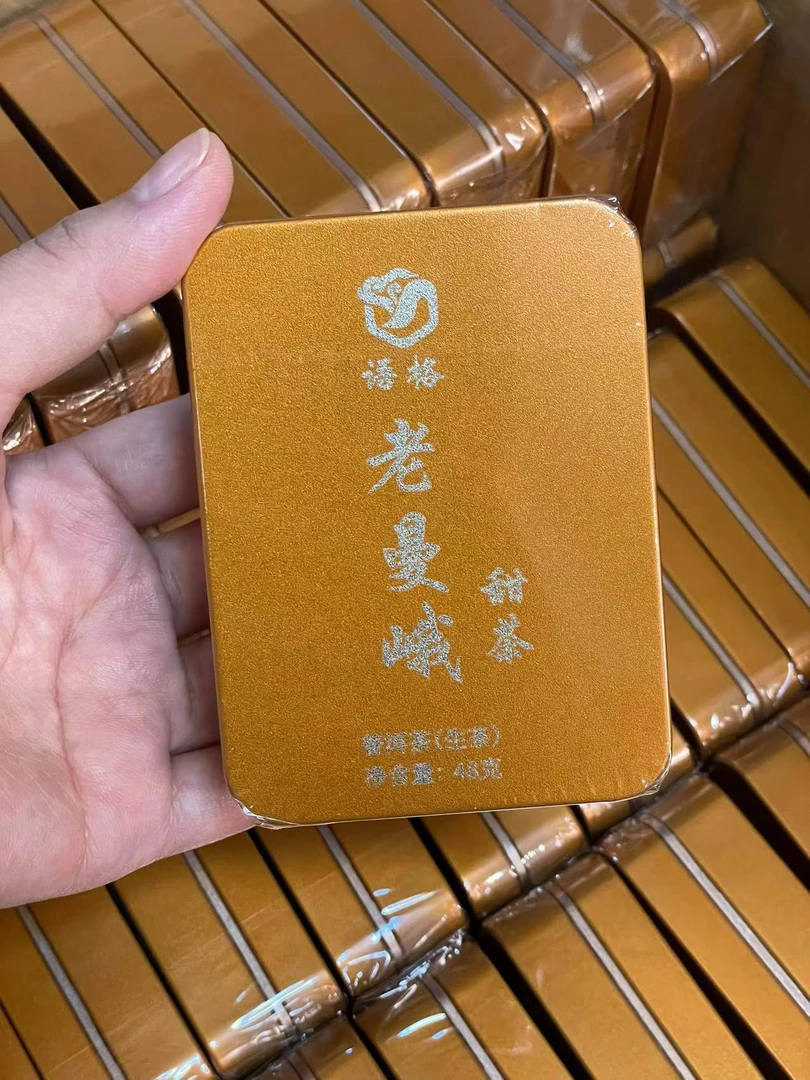 语格
老曼峨
甜茶
普洱茶(生茶)
净含量: 48克